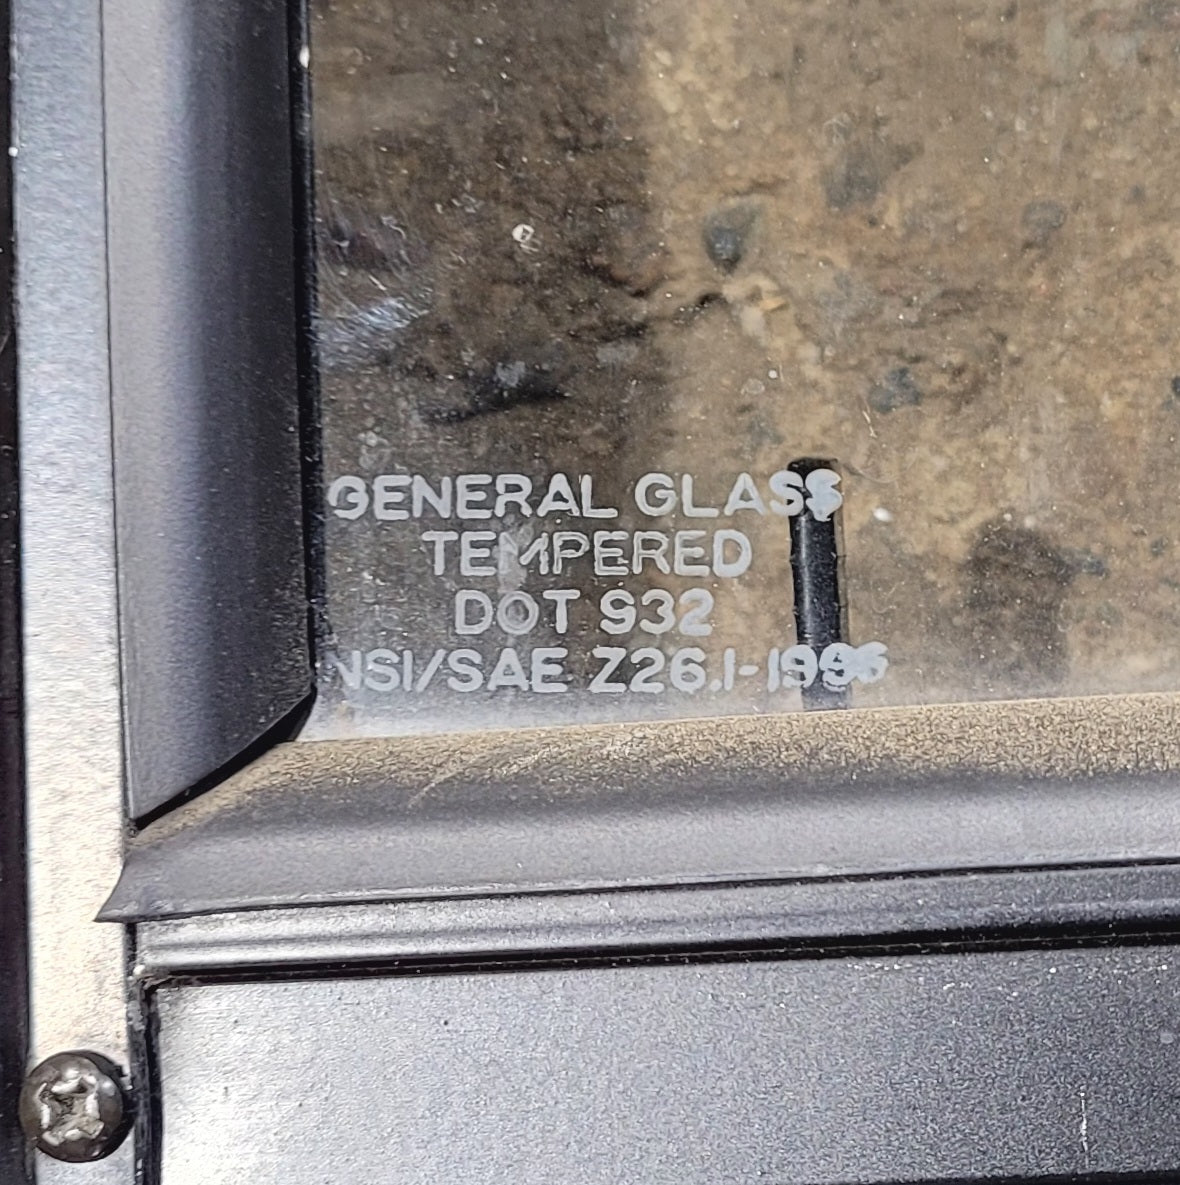 GENERAL GLASS
TEMPERED
DOT 932
NSI/SAE Z26.1-1996